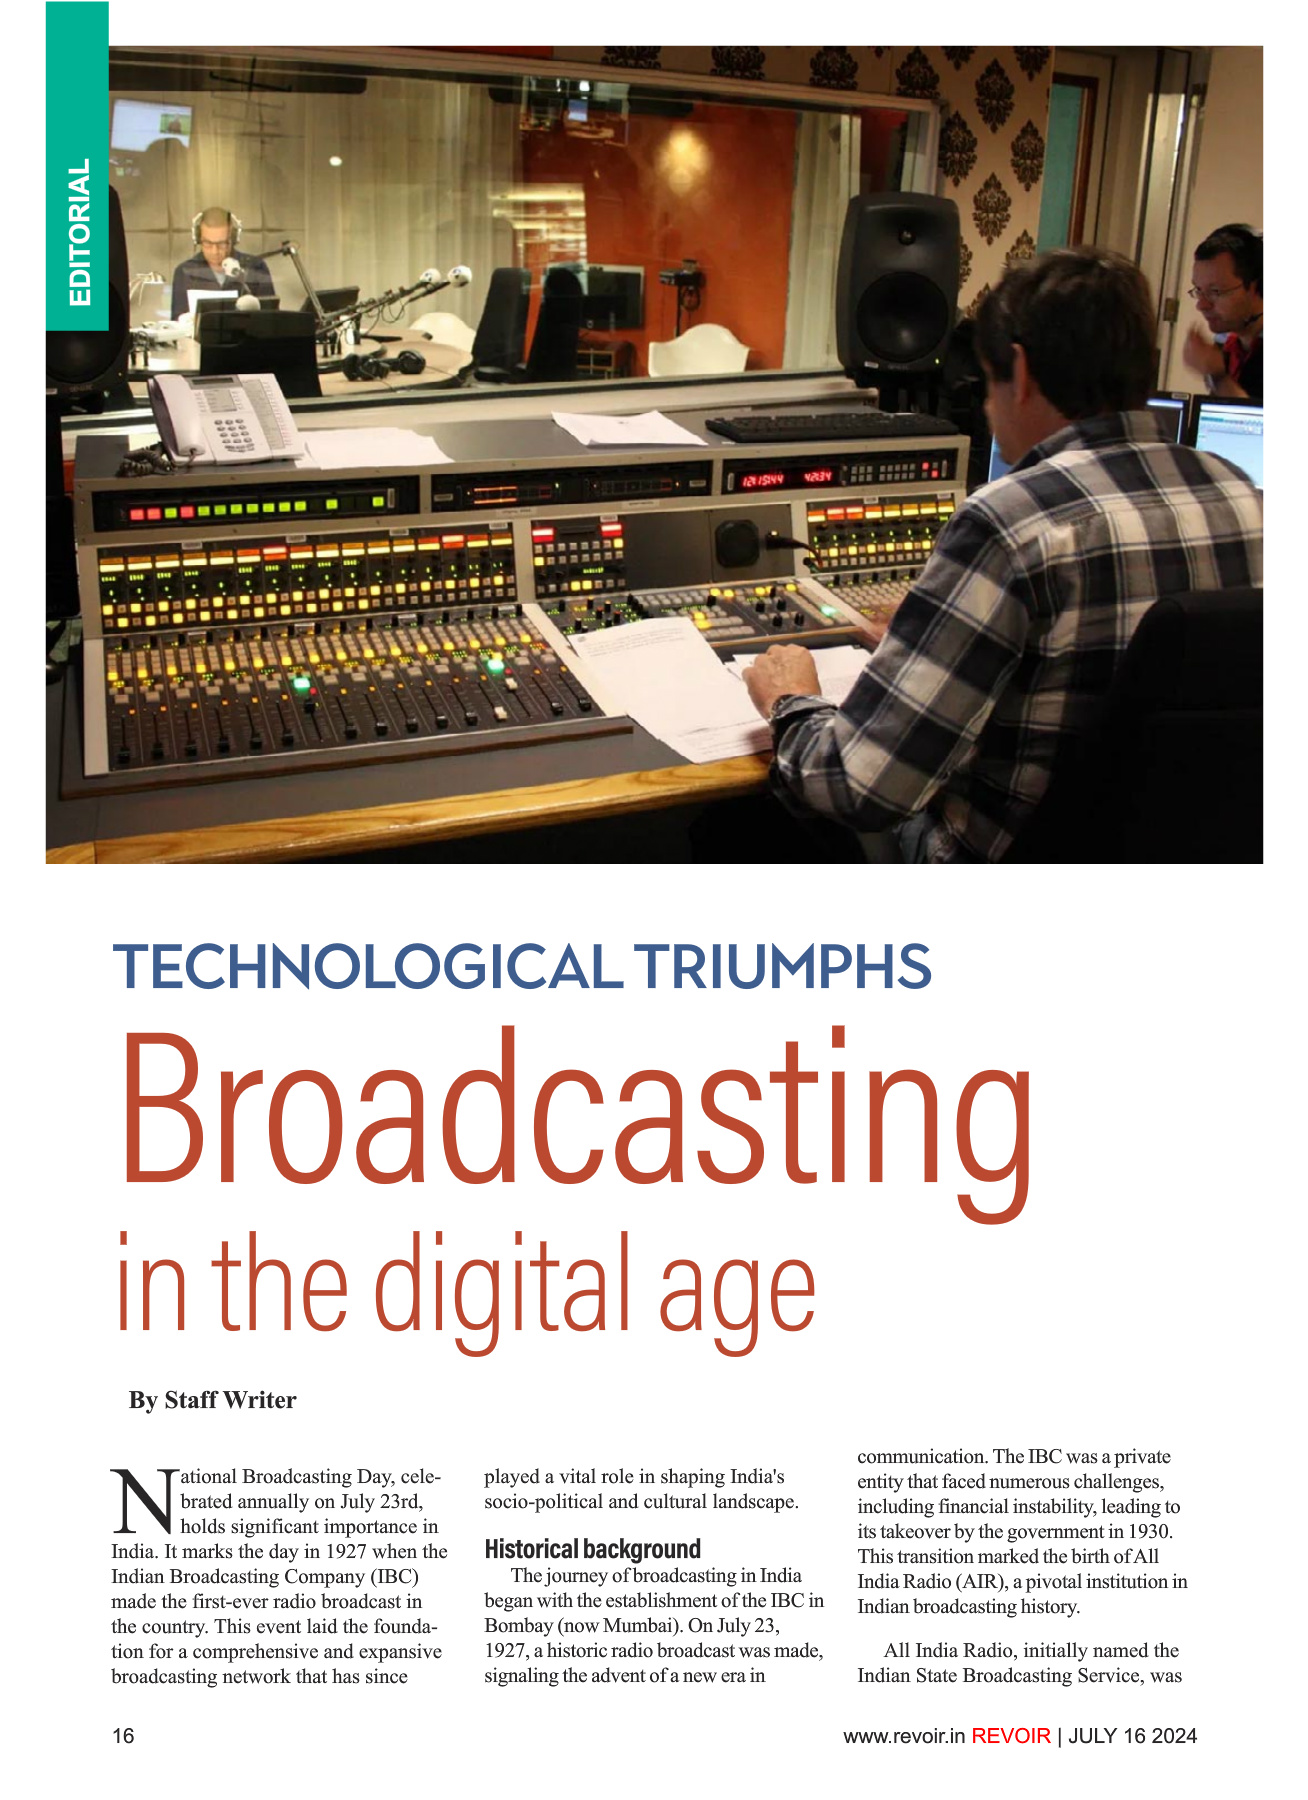 EDITORIAL
12:15:44 42:34
TECHNOLOGICAL TRIUMPHS
Broadcasting
in the digital age
By Staff Writer
National Broadcasting Day, cele-
brated annually on July 23rd,
holds significant importance in
India. It marks the day in 1927 when the
Indian Broadcasting Company (IBC)
made the first-ever radio broadcast in
the country. This event laid the founda-
tion for a comprehensive and expansive
broadcasting network that has since
played a vital role in shaping India's
socio-political and cultural landscape.
Historical background
The journey of broadcasting in India
began with the establishment of the IBC in
Bombay (now Mumbai). On July 23,
1927, a historic radio broadcast was made,
signaling the advent of a new era in
communication. The IBC was a private
entity that faced numerous challenges,
including financial instability, leading to
its takeover by the government in 1930.
This transition marked the birth of All
India Radio (AIR), a pivotal institution in
Indian broadcasting history.
All India Radio, initially named the
Indian State Broadcasting Service, was
16
www.revoir.in REVOIR | JULY 16 2024